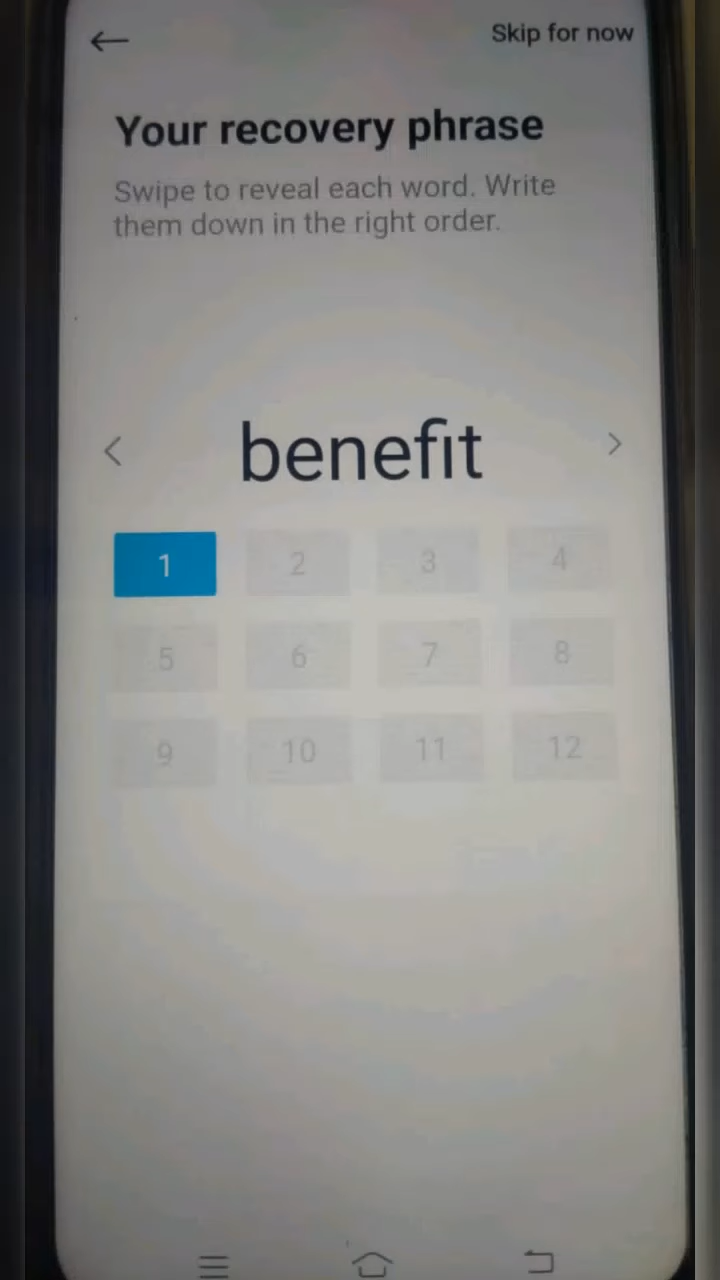 Skip for now
Your recovery phrase
Swipe to reveal each word. Write
them down in the right order.
benefit
1 2 3 4
5 6 7 8
9 10 11 12